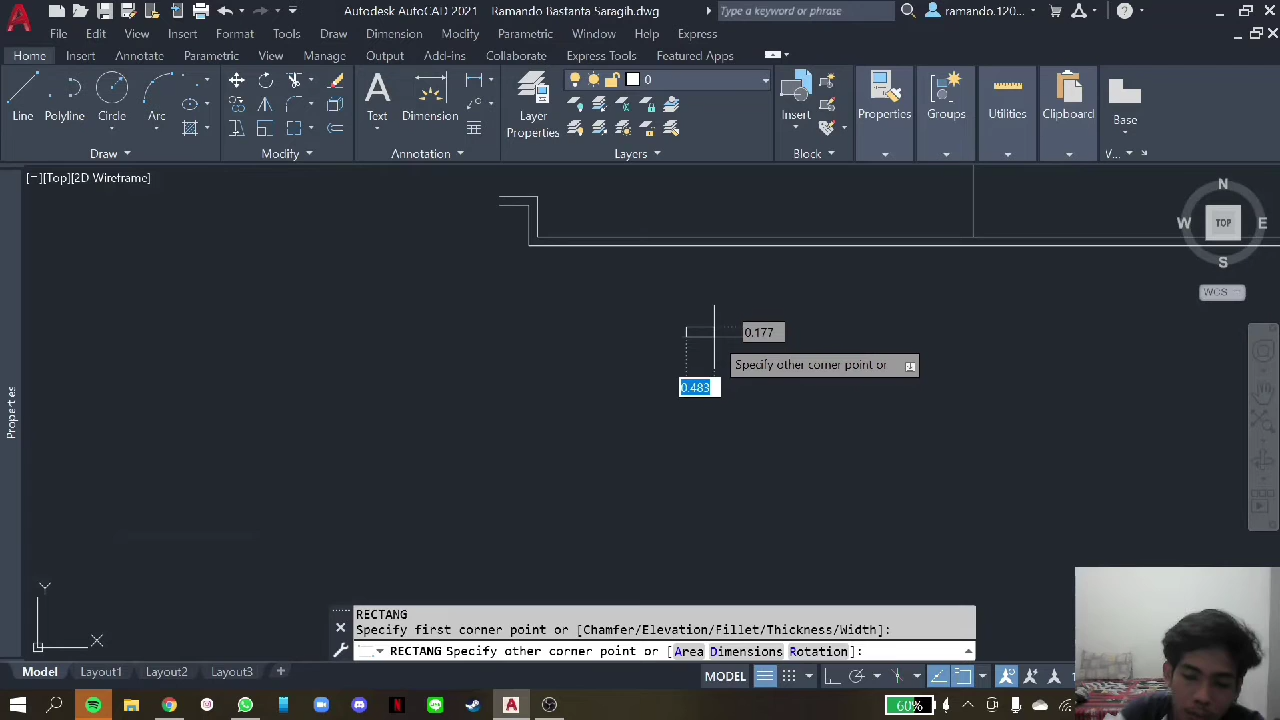 Autodesk AutoCAD 2021 Ramando Bastanta Saragih.dwg
Type a keyword or phrase
ramando.120...
File Edit View Insert Format Tools Draw Dimension Modify Parametric Window Help Express
Home Insert Annotate Parametric View Manage Output Add-ins Collaborate Express Tools Featured Apps
0
Line Polyline Circle Arc
Text Dimension
Layer
Properties
Insert
Properties Groups Utilities Clipboard
Base
Draw Modify Annotation Layers Block V...
[−][Top][2D Wireframe]
N
W TOP E
S
WCS
0.177
Specify other corner point or
0.483
Properties
Y
X
RECTANG
Specify first corner point or [Chamfer/Elevation/Fillet/Thickness/Width]:
RECTANG Specify other corner point or [Area Dimensions Rotation]:
Model Layout1 Layout2 Layout3 +
MODEL
60%